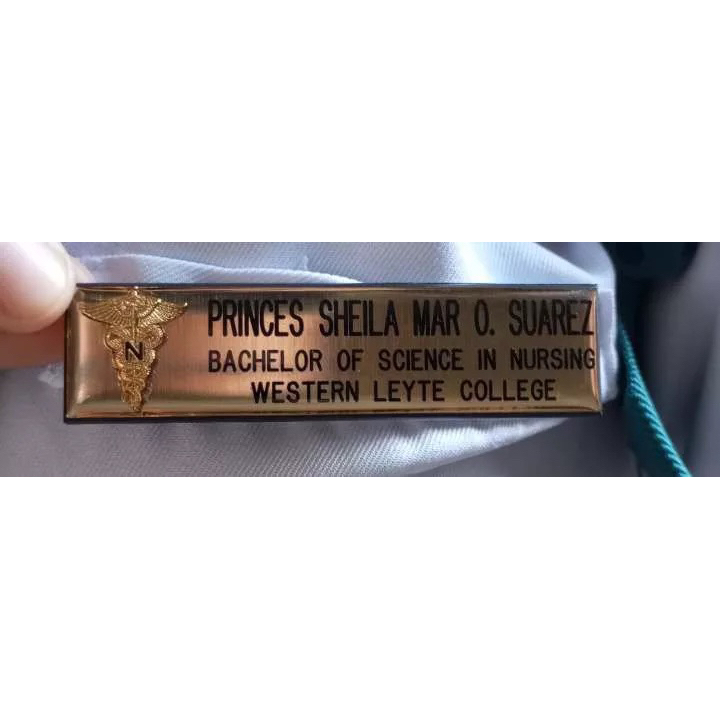 N
PRINCES SHEILA MAR O. SUAREZ
BACHELOR OF SCIENCE IN NURSING
WESTERN LEYTE COLLEGE